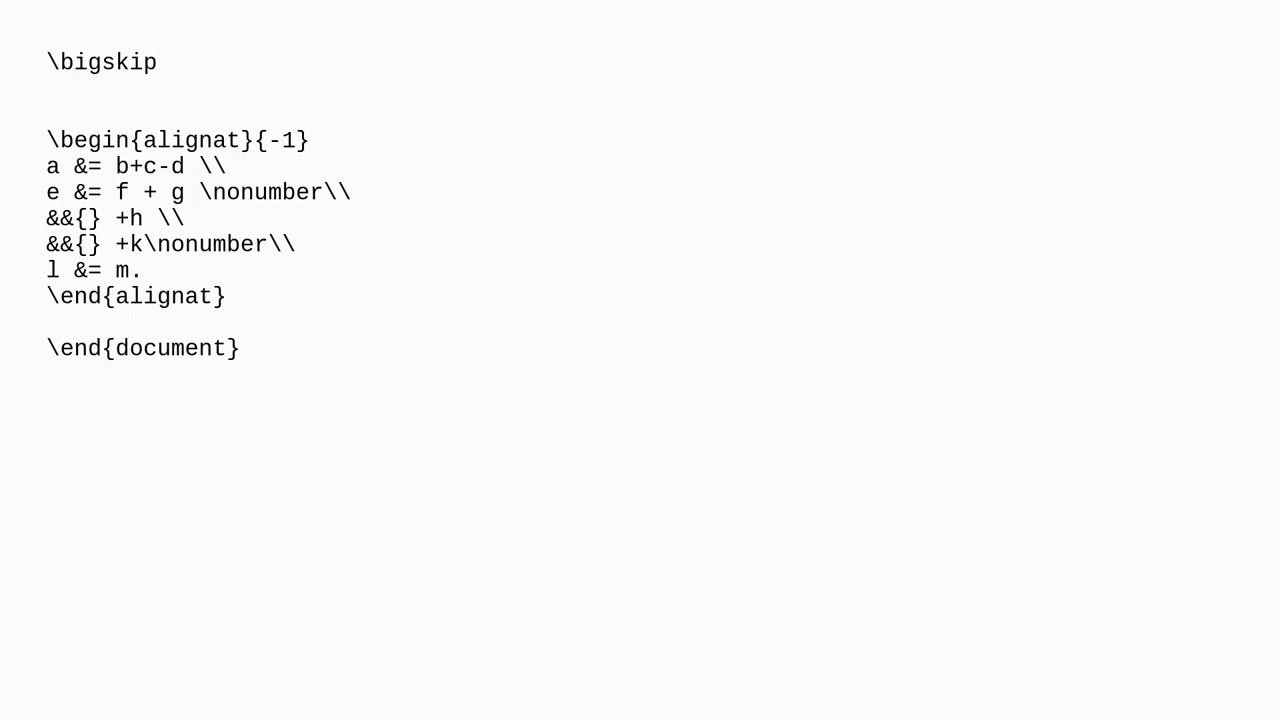 \bigskip
\begin{alignat}{-1}
a &= b+c-d \\
e &= f + g \nonumber\\
&&{} +h \\
&&{} +k\nonumber\\
l &= m.
\end{alignat}
\end{document}